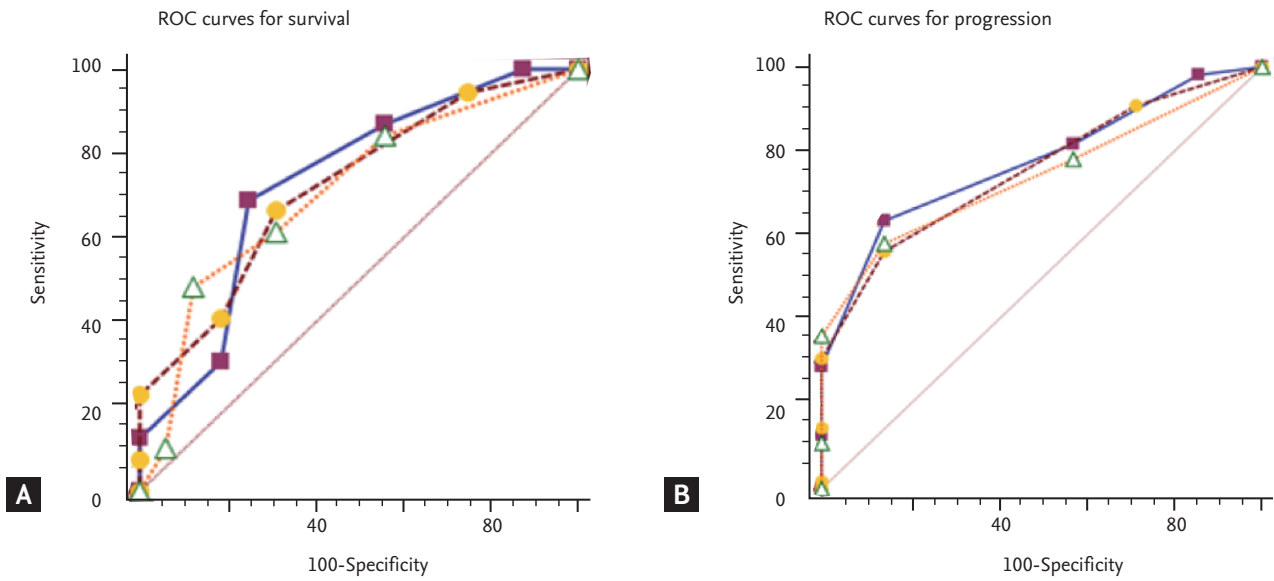 ROC curves for survival
100
80
60
40
20
0
Sensitivity
40
80
100-Specificity
A
ROC curves for progression
100
80
60
40
20
0
Sensitivity
40
80
100-Specificity
B